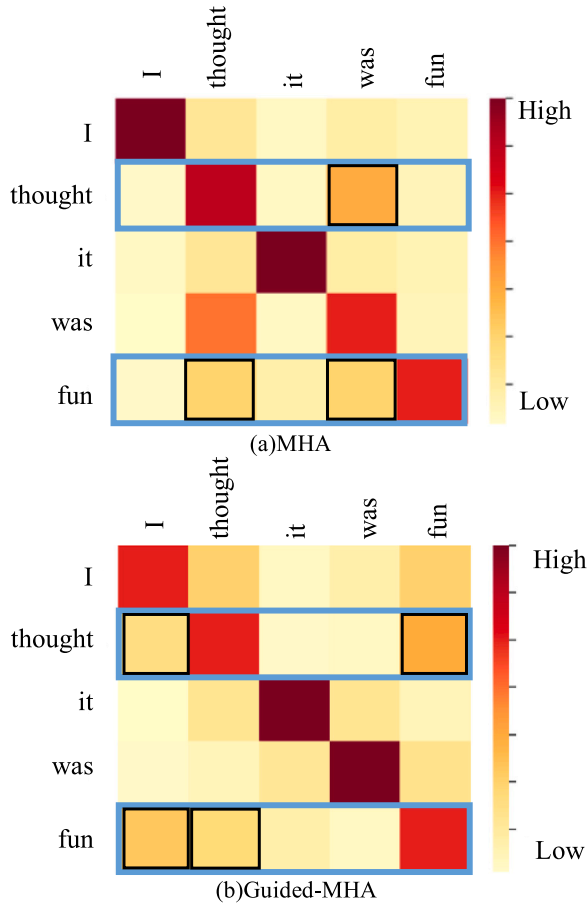 I thought it was fun
High
I
thought
it
was
fun
Low
(a)MHA
I thought it was fun
High
I
thought
it
was
fun
Low
(b)Guided-MHA